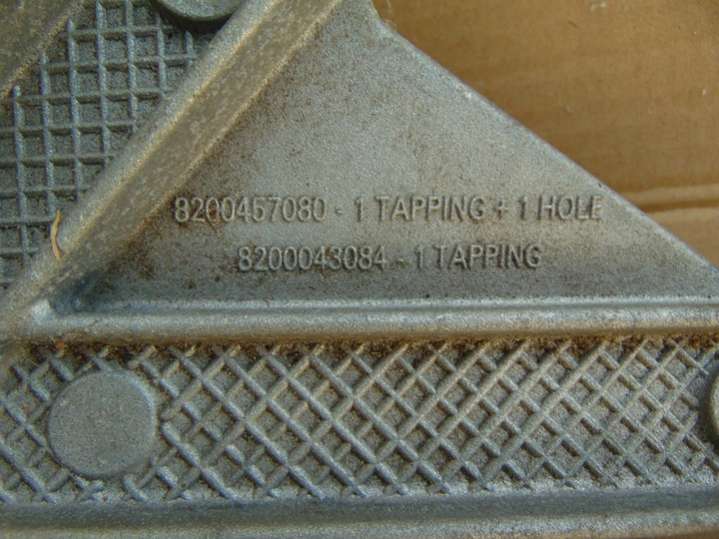 8200457080 - 1 TAPPING + 1 HOLE
8200043084 - 1 TAPPING